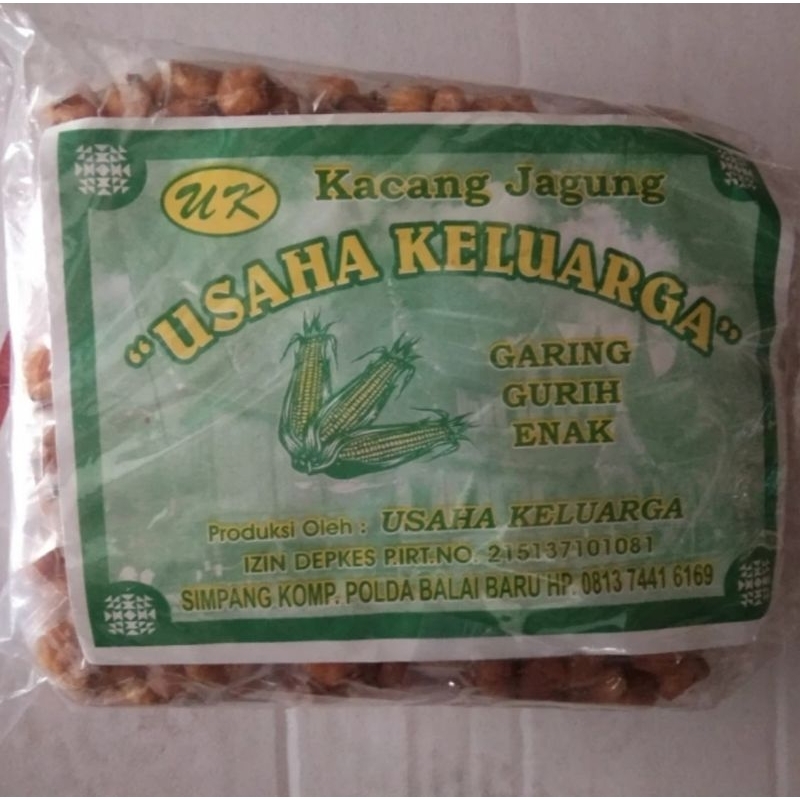 UK
Kacang Jagung
"USAHA KELUARGA"
GARING
GURIH
ENAK
Produksi Oleh : USAHA KELUARGA
IZIN DEPKES P.IRT.NO. 215137101081
SIMPANG KOMP. POLDA BALAI BARU HP. 0813 7441 6169